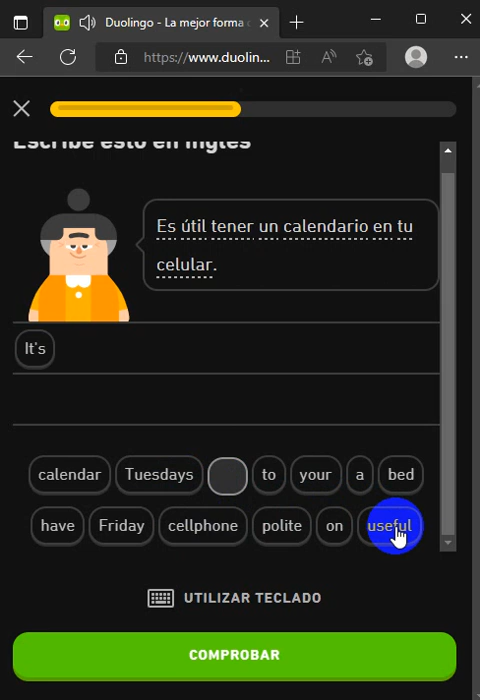 Duolingo - La mejor forma d
https://www.duolin...
Escribe esto en inglés
Es útil tener un calendario en tu
celular.
It's
calendar Tuesdays to your a bed
have Friday cellphone polite on useful
UTILIZAR TECLADO
COMPROBAR